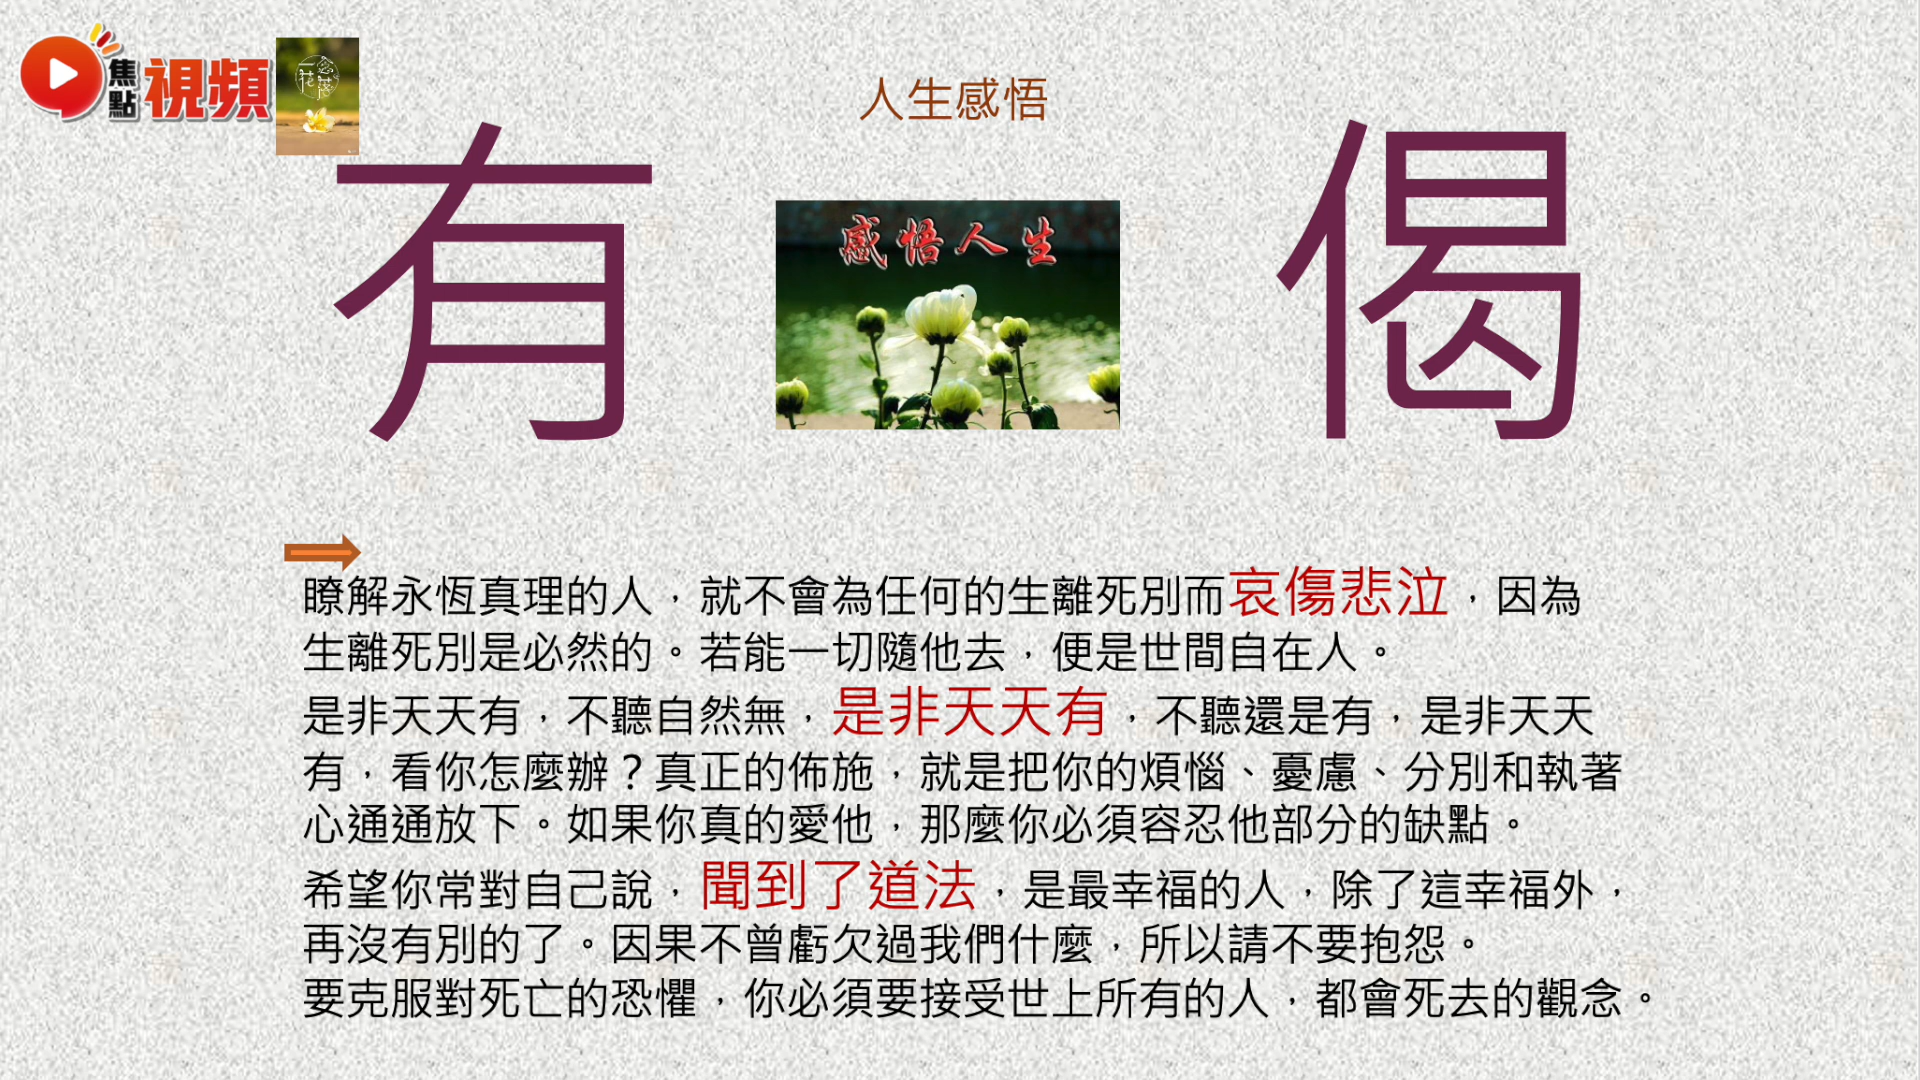 焦點視頻
一念花落
人生感悟
有 偈
感悟人生
瞭解永恆真理的人，就不會為任何的生離死別而哀傷悲泣，因為
生離死別是必然的。若能一切隨他去，便是世間自在人。
是非天天有，不聽自然無，是非天天有，不聽還是有，是非天天
有，看你怎麼辦？真正的佈施，就是把你的煩惱、憂慮、分別和執著
心通通放下。如果你真的愛他，那麼你必須容忍他部分的缺點。
希望你常對自己說，聞到了道法，是最幸福的人，除了這幸福外，
再沒有別的了。因果不曾虧欠過我們什麼，所以請不要抱怨。
要克服對死亡的恐懼，你必須要接受世上所有的人，都會死去的觀念。